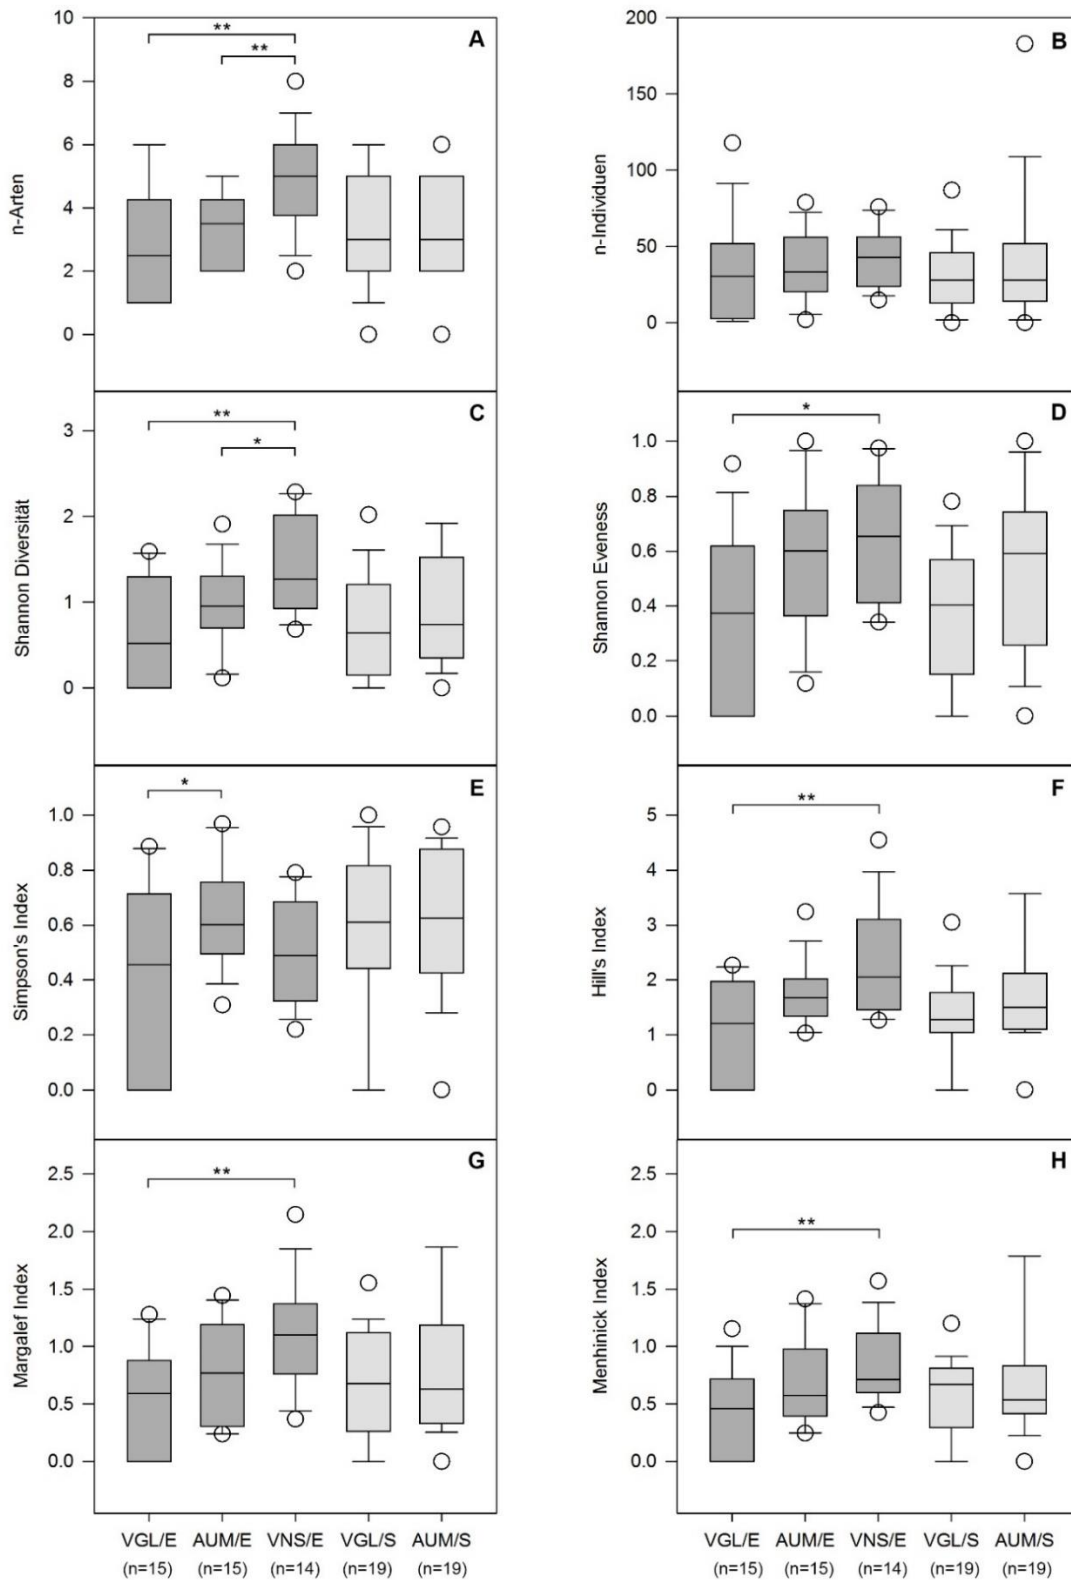 A
**
**
10
8
6
4
2
0
n-Arten
B
200
150
100
50
0
n-Individuen
C
**
*
3
2
1
0
Shannon Diversität
D
*
1.0
0.8
0.6
0.4
0.2
0.0
Shannon Eveness
E
*
1.0
0.8
0.6
0.4
0.2
0.0
Simpson's Index
F
**
5
4
3
2
1
0
Hill's Index
G
**
2.5
2.0
1.5
1.0
0.5
0.0
Margalef Index
H
**
2.5
2.0
1.5
1.0
0.5
0.0
Menhinick Index
VGL/E AUM/E VNS/E VGL/S AUM/S
(n=15) (n=15) (n=14) (n=19) (n=19)
VGL/E AUM/E VNS/E VGL/S AUM/S
(n=15) (n=15) (n=14) (n=19) (n=19)